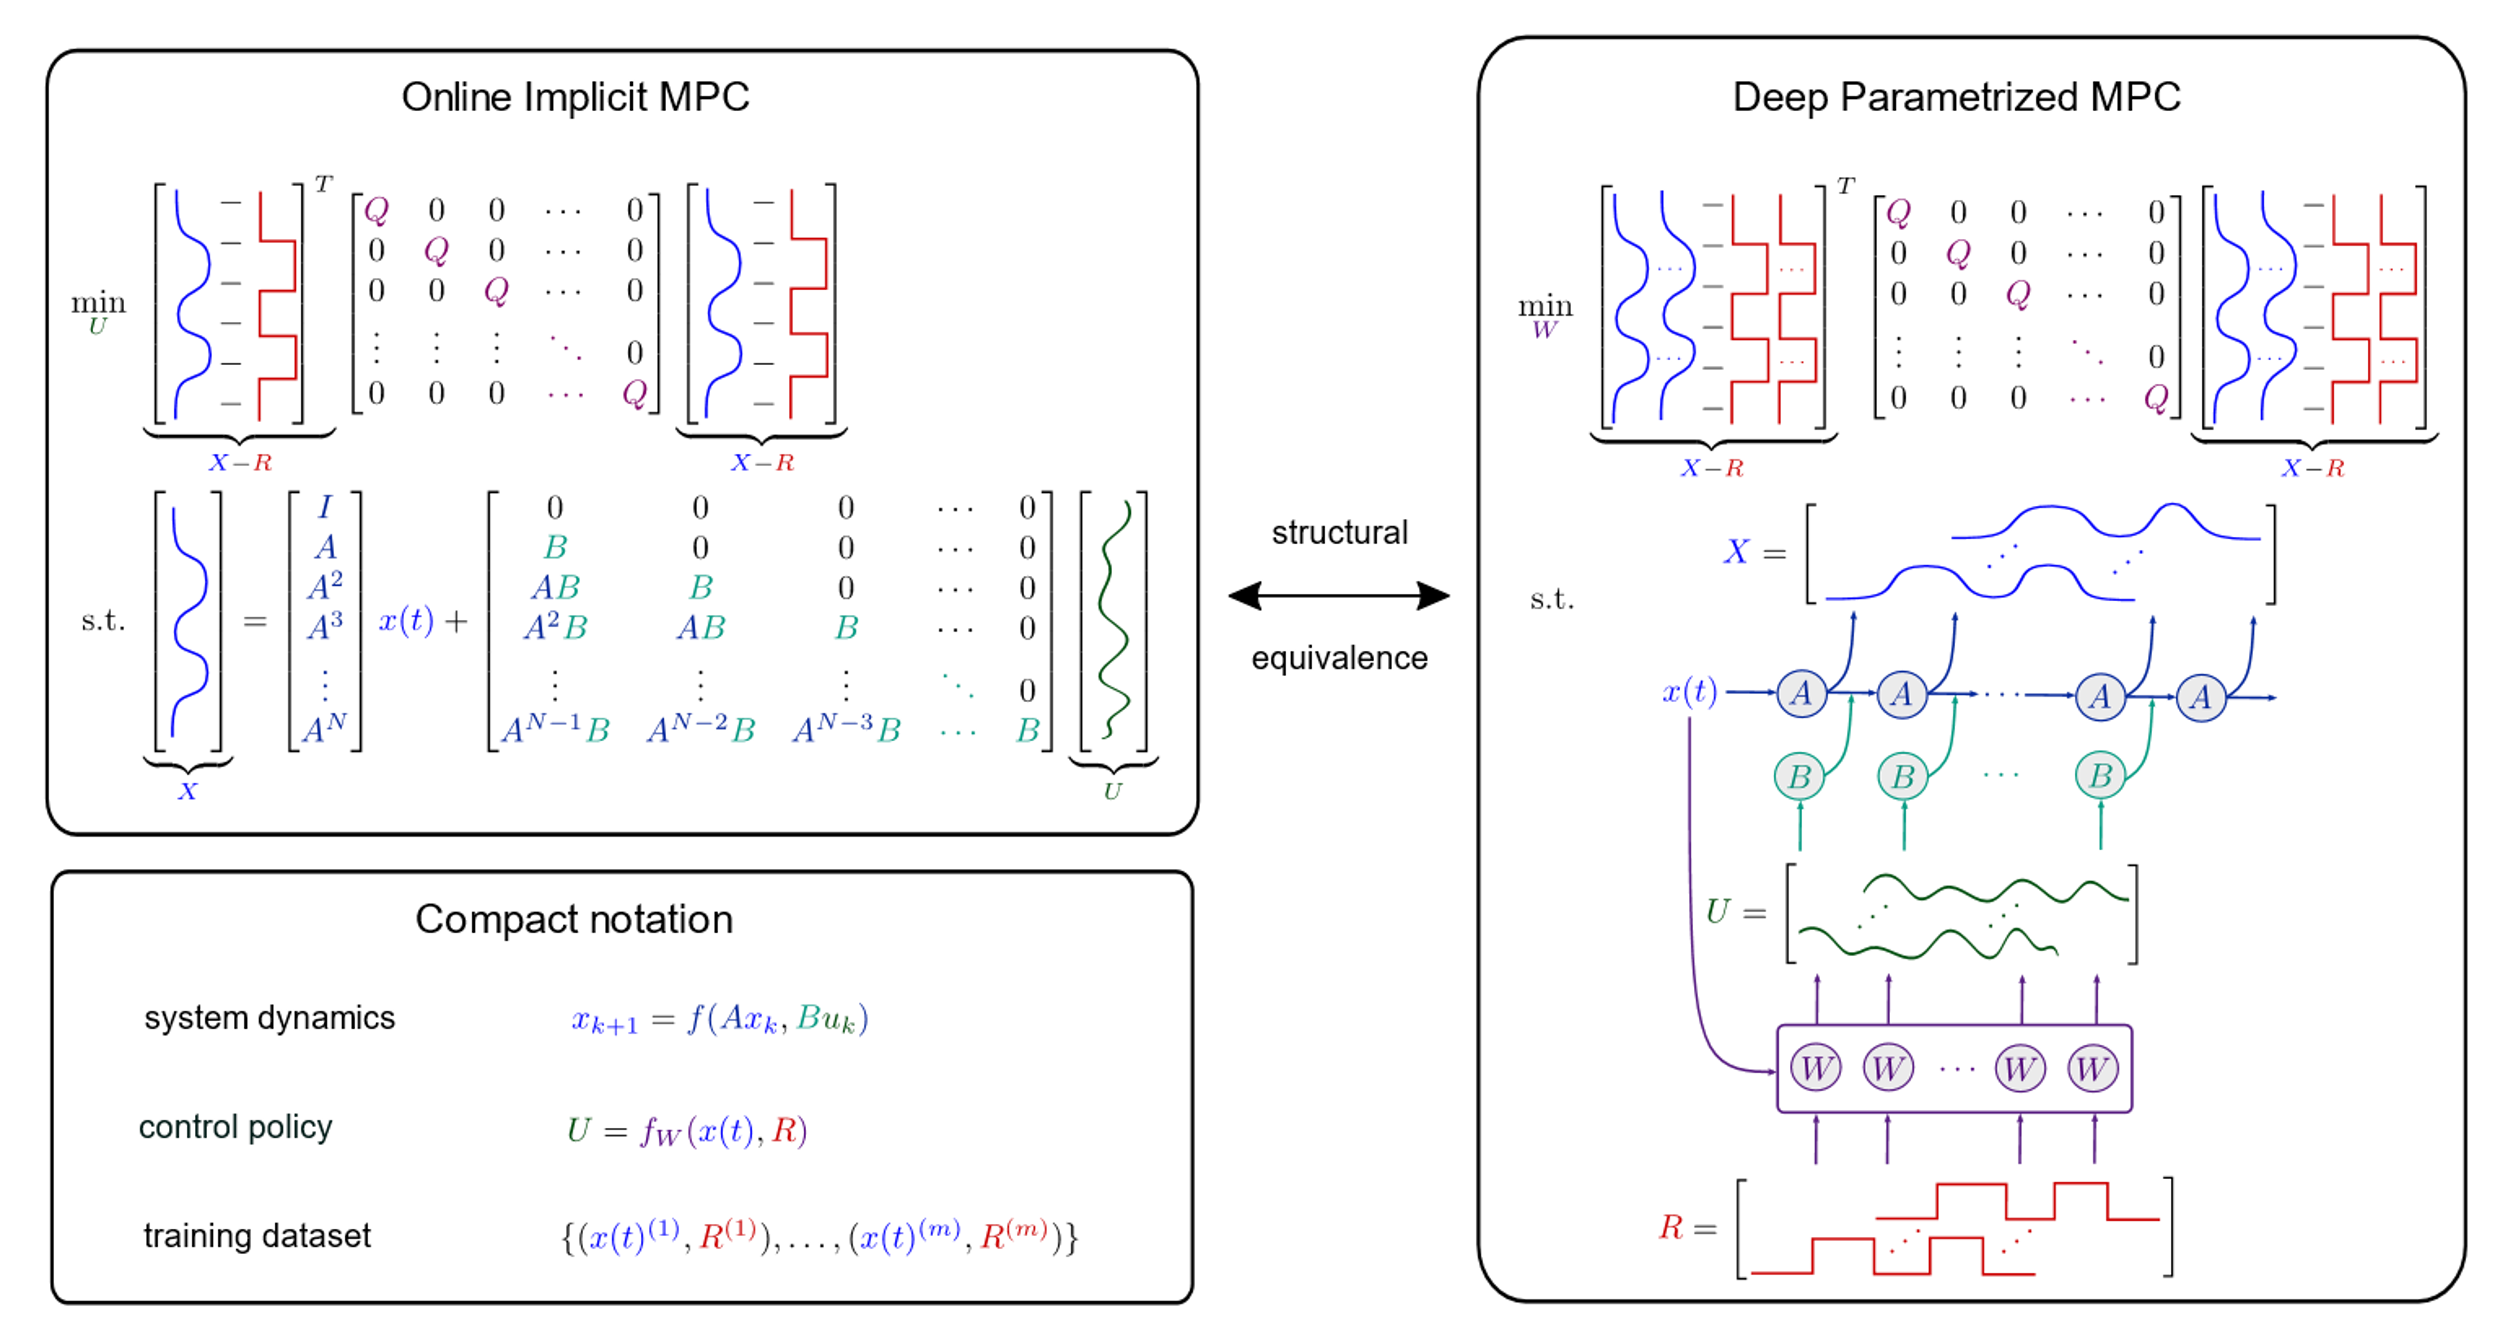 Online Implicit MPC
min
U
T
Q 0 0 ⋯ 0
0 Q 0 ⋯ 0
0 0 Q ⋯ 0
⋮ ⋮ ⋮ ⋱ 0
0 0 0 ⋯ Q
X−R
X−R
s.t.
=
I
A
A²
A³
⋮
A^N
x(t) +
0 0 0 ⋯ 0
B 0 0 ⋯ 0
AB B 0 ⋯ 0
A²B AB B ⋯ 0
⋮ ⋮ ⋮ ⋱ 0
A^{N−1}B A^{N−2}B A^{N−3}B ⋯ B
X
U
structural
equivalence
Compact notation
system dynamics x_{k+1} = f(Ax_k, Bu_k)
control policy U = f_W(x(t), R)
training dataset {(x(t)^{(1)}, R^{(1)}), …, (x(t)^{(m)}, R^{(m)})}
Deep Parametrized MPC
min
W
T
Q 0 0 ⋯ 0
0 Q 0 ⋯ 0
0 0 Q ⋯ 0
⋮ ⋮ ⋮ ⋱ 0
0 0 0 ⋯ Q
X−R
X−R
s.t.
X =
x(t) A A ⋯ A A
B B ⋯ B
U =
W W ⋯ W W
R =